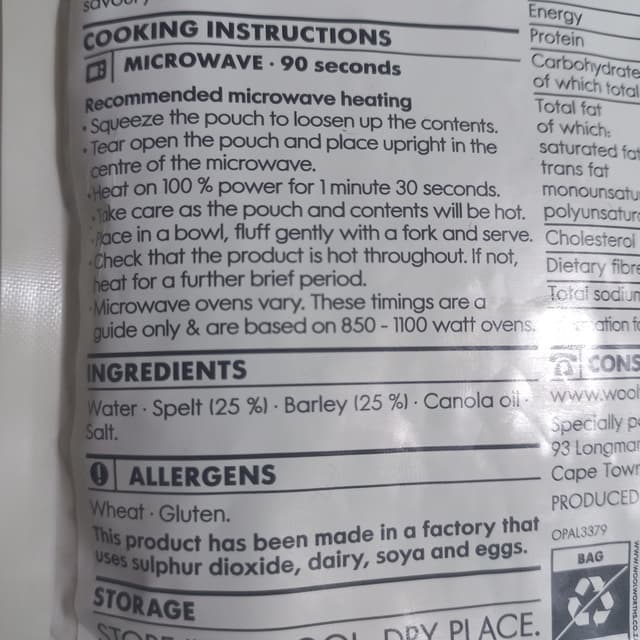 COOKING INSTRUCTIONS
MICROWAVE · 90 seconds
Recommended microwave heating
· Squeeze the pouch to loosen up the contents.
· Tear open the pouch and place upright in the
centre of the microwave.
· Heat on 100 % power for 1 minute 30 seconds.
· Take care as the pouch and contents will be hot.
· Place in a bowl, fluff gently with a fork and serve.
· Check that the product is hot throughout. If not,
heat for a further brief period.
· Microwave ovens vary. These timings are a
guide only & are based on 850 - 1100 watt ovens.
INGREDIENTS
Water · Spelt (25 %) · Barley (25 %) · Canola oil ·
Salt.
ALLERGENS
Wheat · Gluten.
This product has been made in a factory that
uses sulphur dioxide, dairy, soya and eggs.
STORAGE
DRY PLACE.
Energy
Protein
Carbohydrate
of which total
Total fat
of which:
saturated fat
trans fat
monounsatu
polyunsatur
Cholesterol
Dietary fibre
Total sodium
ation fo
CONS
www.wool
Specially p
93 Longmar
Cape Town
PRODUCED
OPAL3379
BAG
WWW.WOOLWORTHS.CO